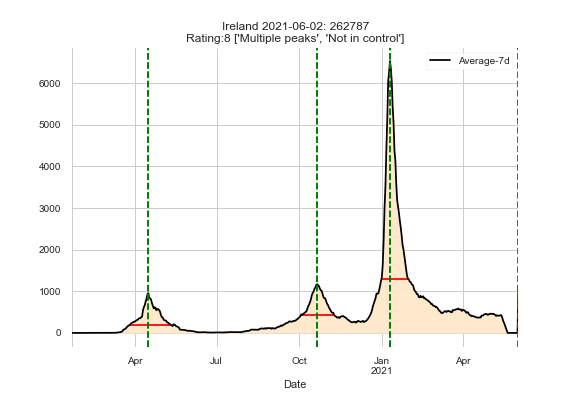 Ireland 2021-06-02: 262787
Rating:8 ['Multiple peaks', 'Not in control']
Average-7d
6000
5000
4000
3000
2000
1000
0
Apr
Jul
Oct
Jan
2021
Apr
Date